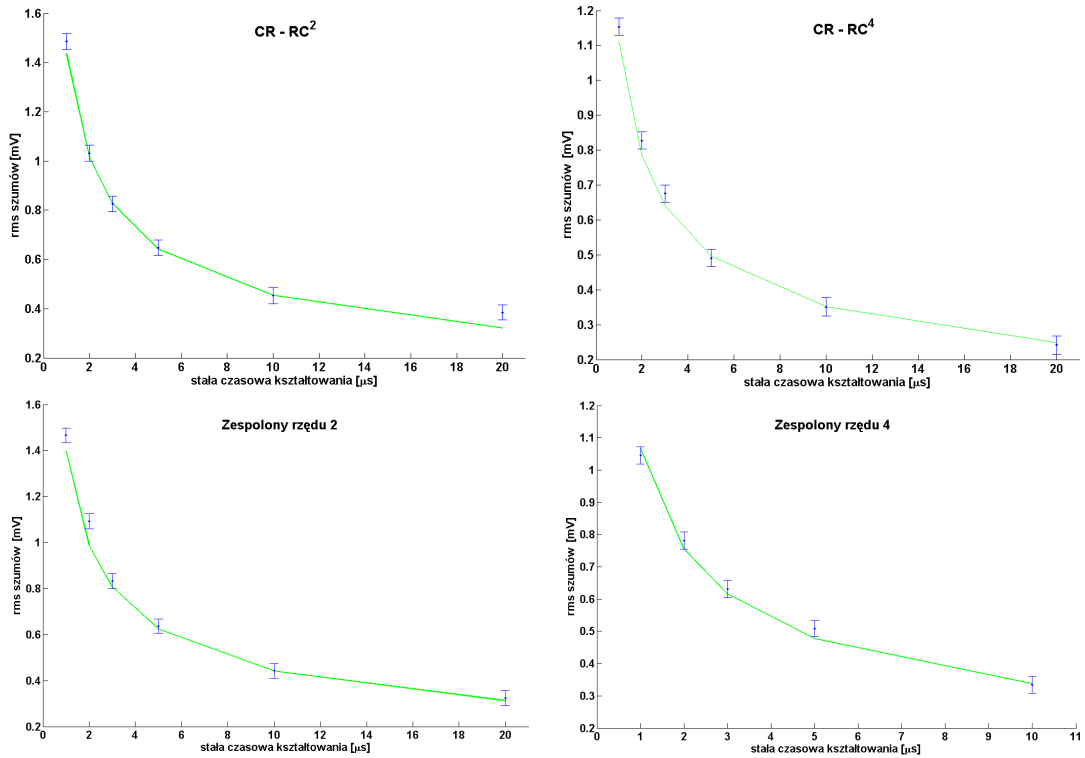 CR - RC²
rms szumów [mV]
1.6
1.4
1.2
1
0.8
0.6
0.4
0.2
0 2 4 6 8 10 12 14 16 18 20
stała czasowa kształtowania [µs]
CR - RC⁴
rms szumów [mV]
1.2
1.1
1
0.9
0.8
0.7
0.6
0.5
0.4
0.3
0.2
0 2 4 6 8 10 12 14 16 18 20
stała czasowa kształtowania [µs]
Zespolony rzędu 2
rms szumów [mV]
1.6
1.4
1.2
1
0.8
0.6
0.4
0.2
0 2 4 6 8 10 12 14 16 18 20
stała czasowa kształtowania [µs]
Zespolony rzędu 4
rms szumów [mV]
1.2
1.1
1
0.9
0.8
0.7
0.6
0.5
0.4
0.3
0.2
0 1 2 3 4 5 6 7 8 9 10 11
stała czasowa kształtowania [µs]